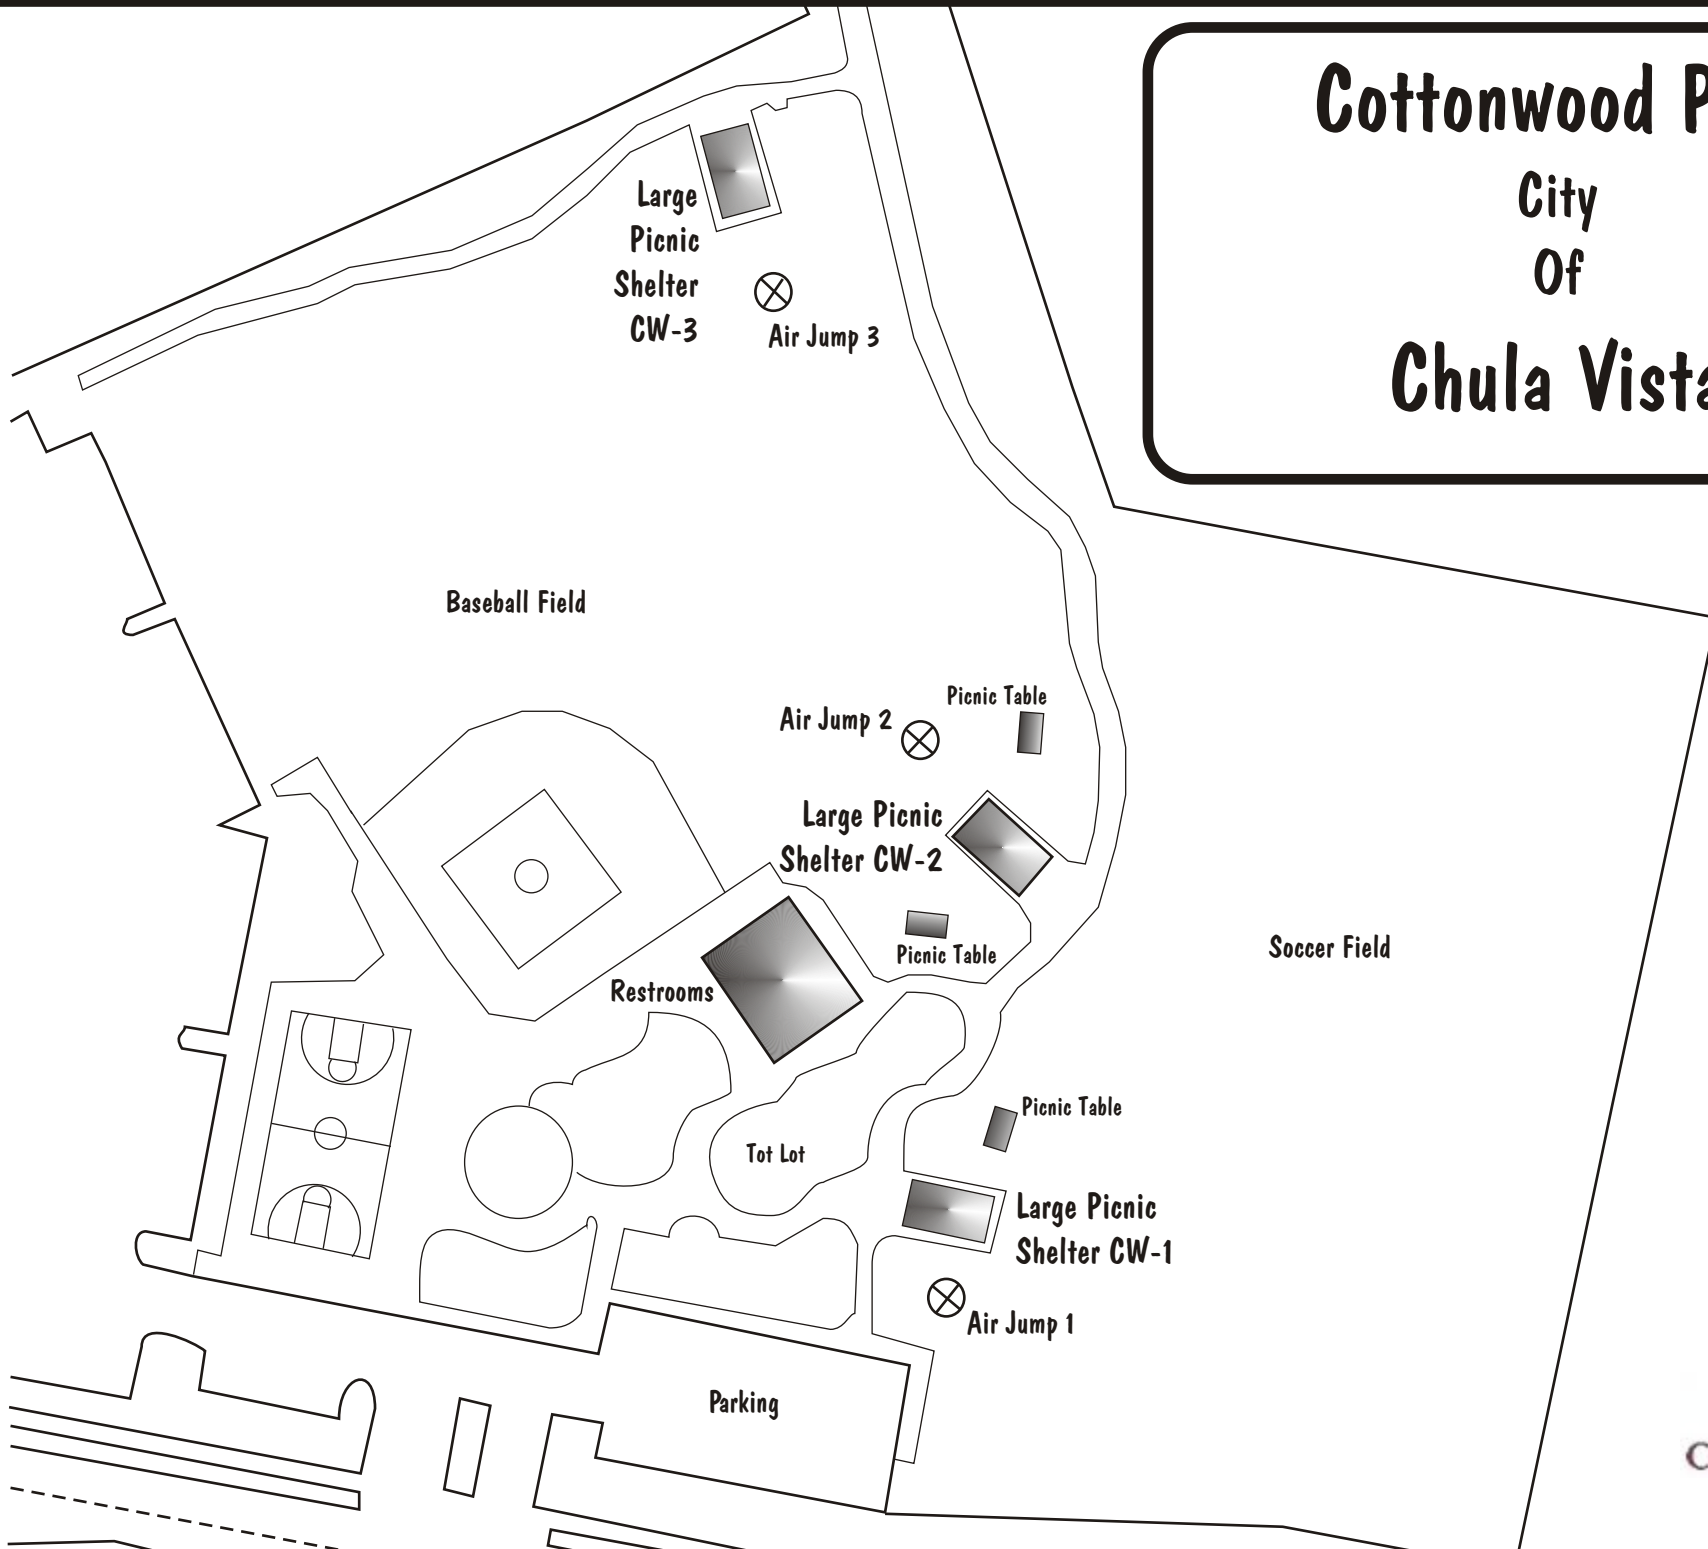 Cottonwood P
City
Of
Chula Vista
Large
Picnic
Shelter
CW-3
Air Jump 3
Baseball Field
Picnic Table
Air Jump 2
Large Picnic
Shelter CW-2
Picnic Table
Soccer Field
Restrooms
Picnic Table
Tot Lot
Large Picnic
Shelter CW-1
Air Jump 1
Parking